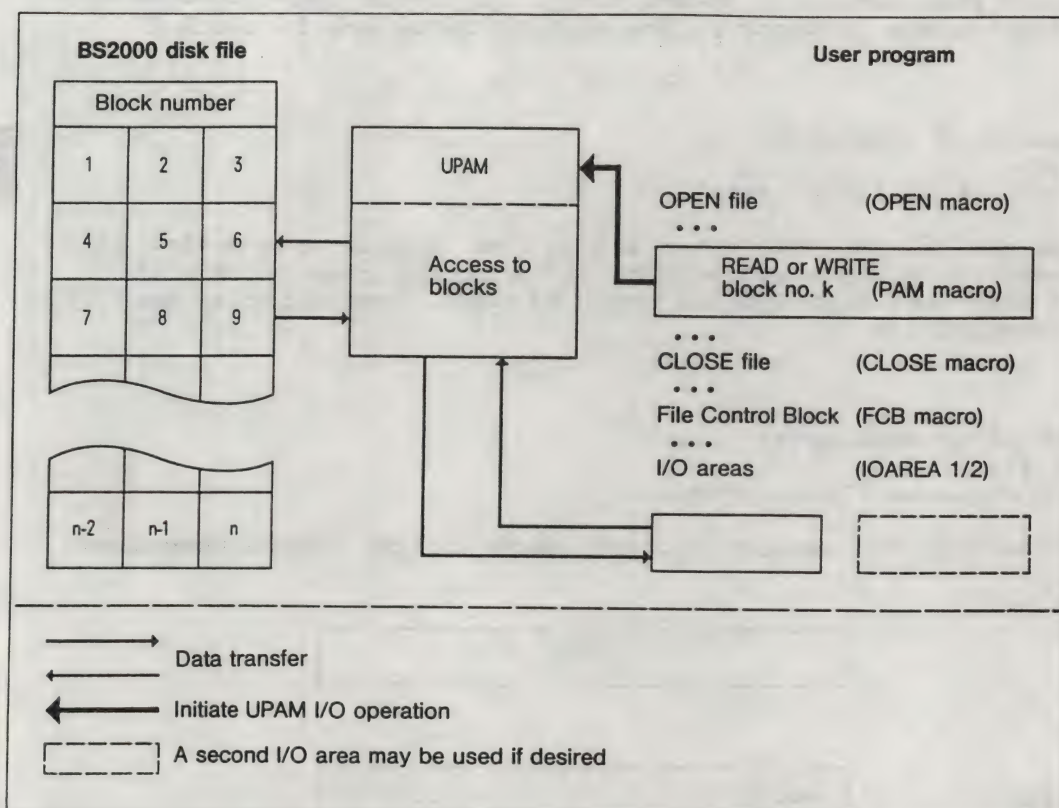 BS2000 disk file
User program
Block number
1 2 3
4 5 6
7 8 9
n-2 n-1 n
UPAM
Access to
blocks
OPEN file (OPEN macro)
• • •
READ or WRITE
block no. k (PAM macro)
• • •
CLOSE file (CLOSE macro)
• • •
File Control Block (FCB macro)
• • •
I/O areas (IOAREA 1/2)
Data transfer
Initiate UPAM I/O operation
A second I/O area may be used if desired